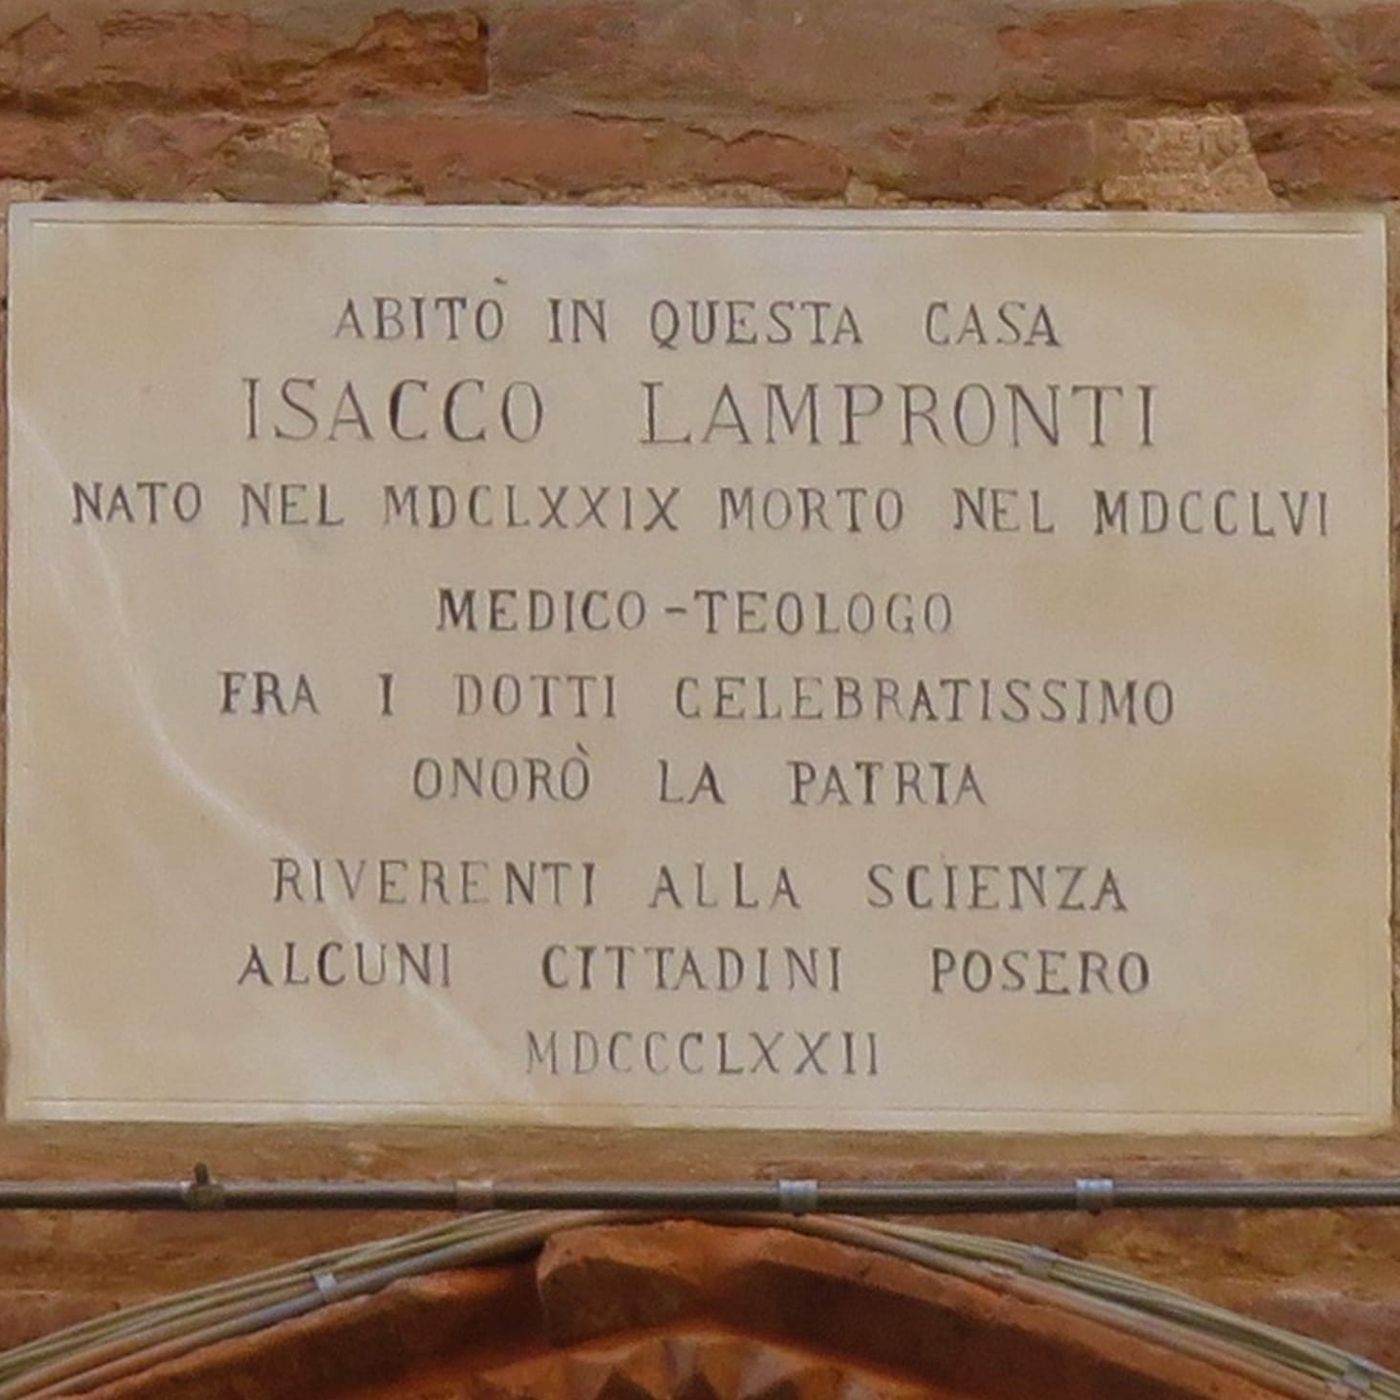 ABITÒ IN QUESTA CASA
ISACCO LAMPRONTI
NATO NEL MDCLXXIX MORTO NEL MDCCLVI
MEDICO-TEOLOGO
FRA I DOTTI CELEBRATISSIMO
ONORÒ LA PATRIA
RIVERENTI ALLA SCIENZA
ALCUNI CITTADINI POSERO
MDCCCLXXII